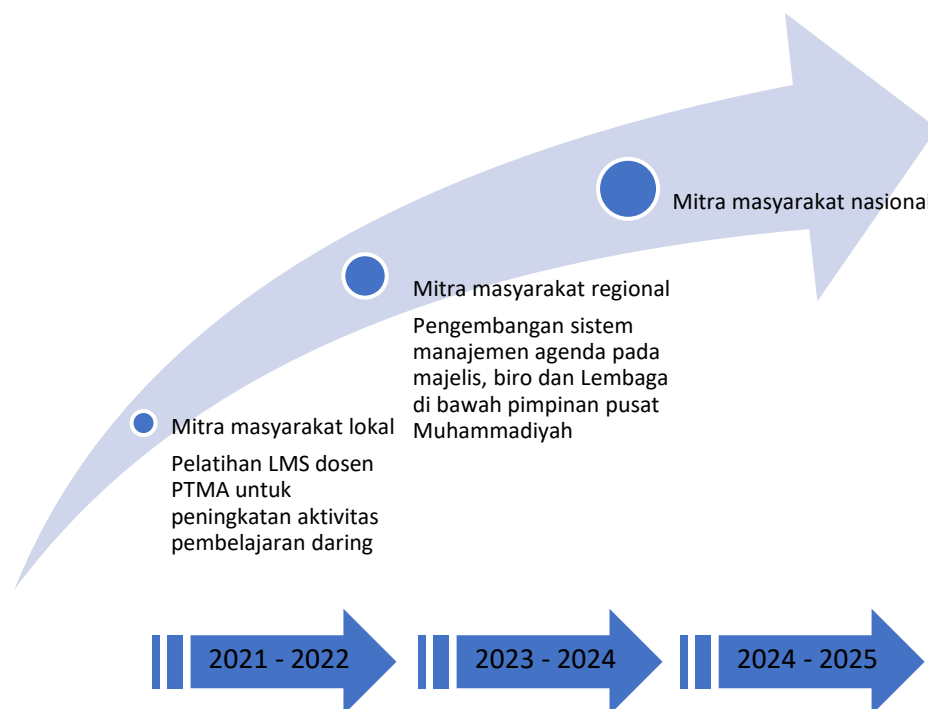 Mitra masyarakat nasional
Mitra masyarakat regional
Pengembangan sistem
manajemen agenda pada
majelis, biro dan Lembaga
di bawah pimpinan pusat
Muhammadiyah
Mitra masyarakat lokal
Pelatihan LMS dosen
PTMA untuk
peningkatan aktivitas
pembelajaran daring
2021 - 2022
2023 - 2024
2024 - 2025